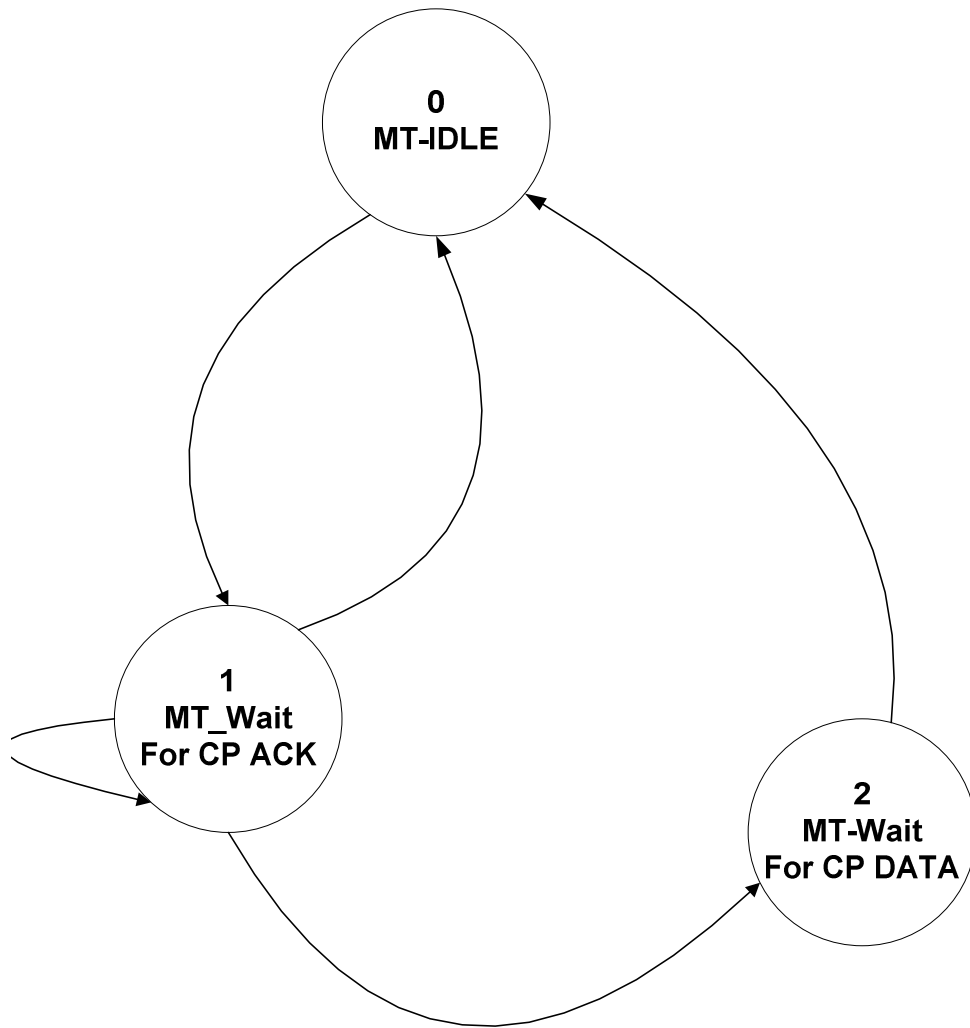 0
MT-IDLE
1
MT_Wait
For CP ACK
2
MT-Wait
For CP DATA